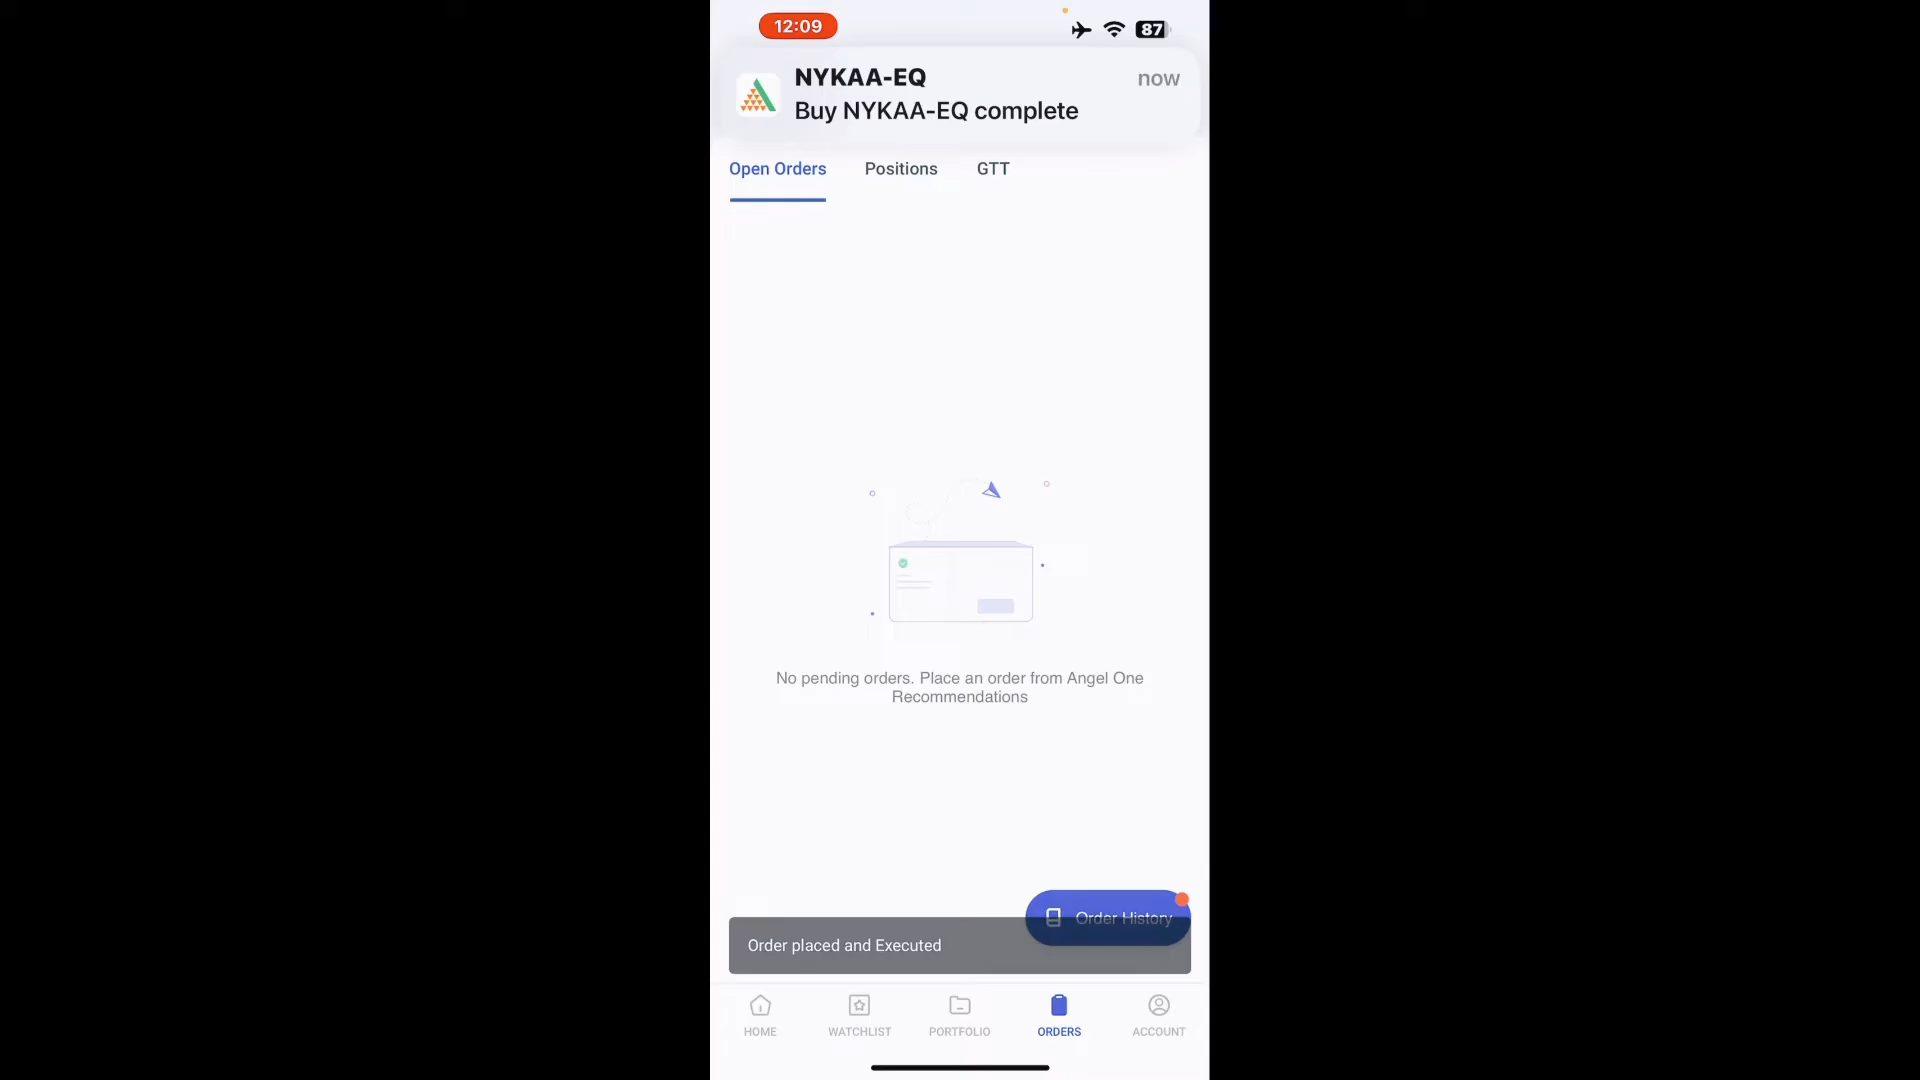 12:09
87
NYKAA-EQ
now
Buy NYKAA-EQ complete
Open Orders
Positions
GTT
No pending orders. Place an order from Angel One
Recommendations
Order History
Order placed and Executed
HOME
WATCHLIST
PORTFOLIO
ORDERS
ACCOUNT